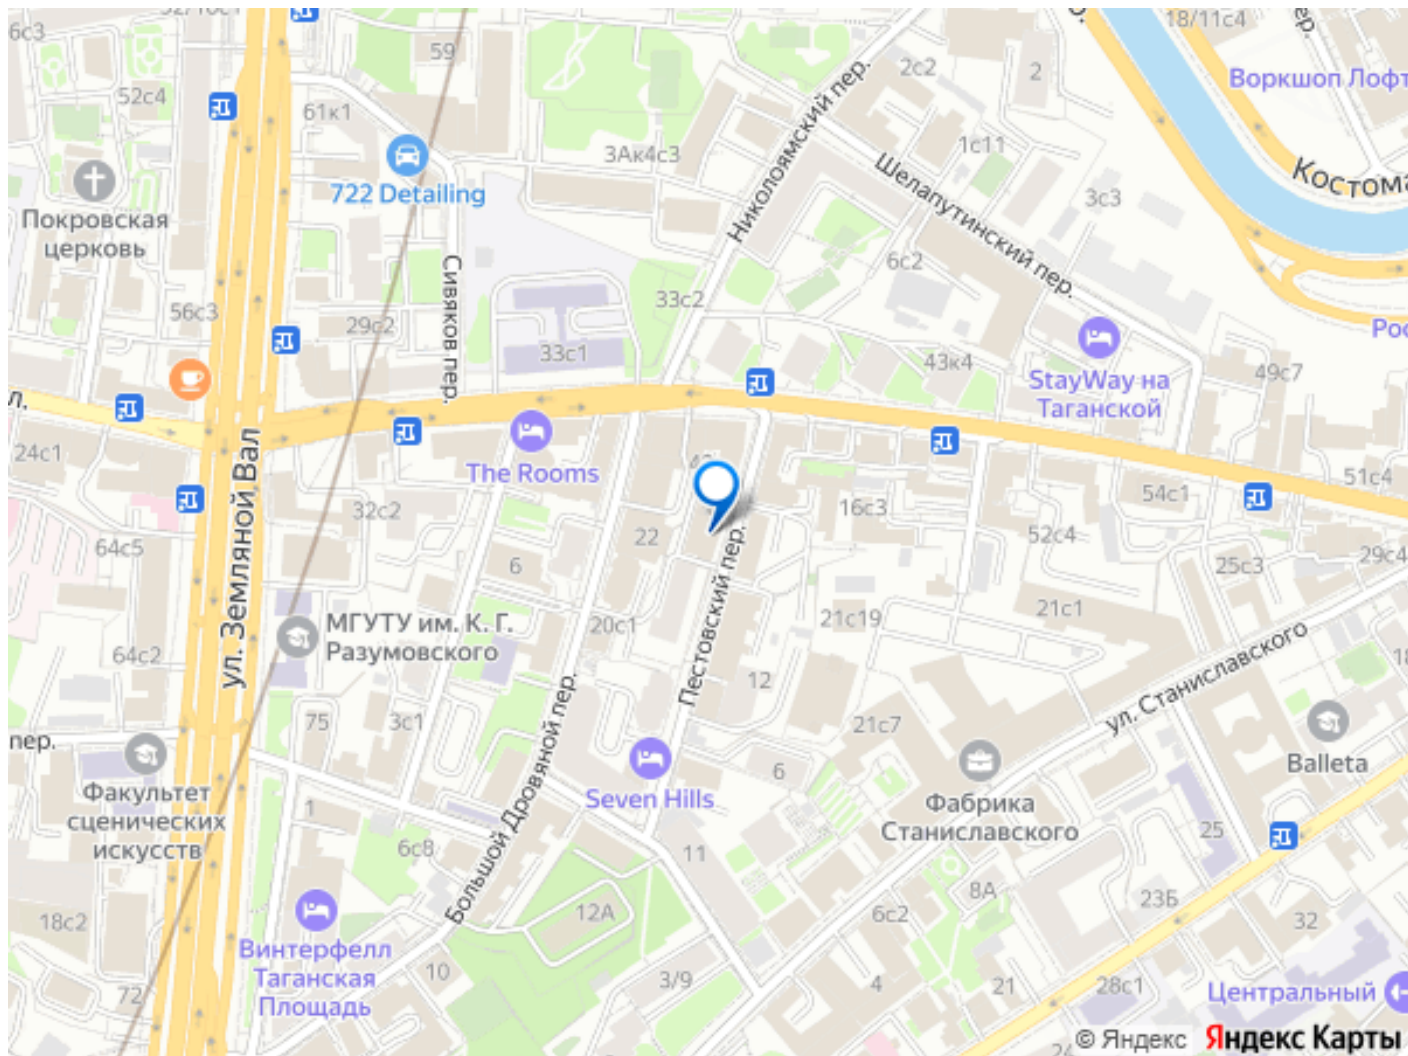 6с3
52с4
61к1
59
2с2
2
18/11с4
пер.
Воркшоп Лофт
1с11
3Ак4с3
722 Detailing
Покровская
церковь
Николоямский пер.
Шелапутинский пер.
3с3
Костома
6с2
Сивяков пер.
33с2
56с3
29с2
33с1
43к4
StayWay на
Таганской
49с7
Рос
л.
24с1
The Rooms
ул. Земляной Вал
32с2
22
16с3
54с1
51с4
52с4
64с5
6
25с3
29с4
Пестовский пер.
МГУТУ им. К. Г.
Разумовского
20с1
21с19
21с1
64с2
ул. Станиславского
12
75
3с1
21с7
пер.
Большой Дровяной пер.
6
Balleta
Факультет
сценических
искусств
1
Seven Hills
Фабрика
Станиславского
25
6с8
11
8А
23Б
18с2
12А
6с2
32
Винтерфелл
Таганская
Площадь
10
3/9
4
21
28с1
72
Центральный
© Яндекс Яндекс Карты